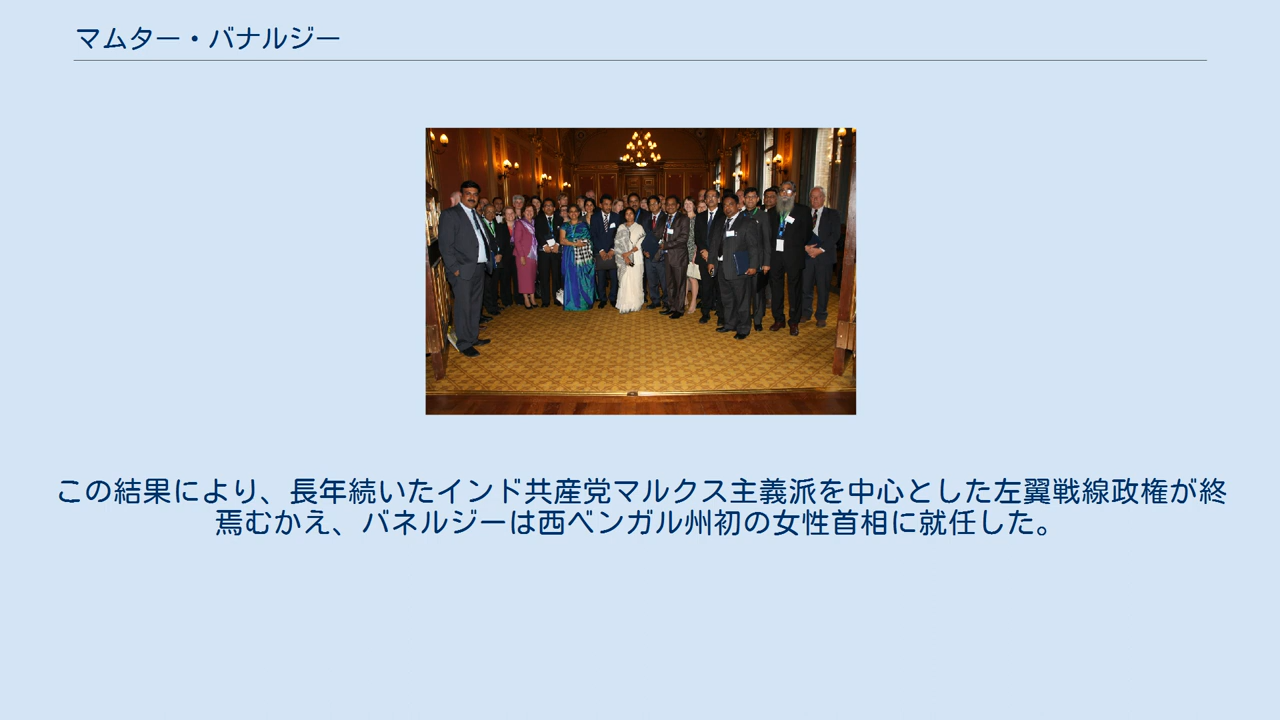 マムター・バナルジー
この結果により、長年続いたインド共産党マルクス主義派を中心とした左翼戦線政権が終
焉むかえ、バネルジーは西ベンガル州初の女性首相に就任した。